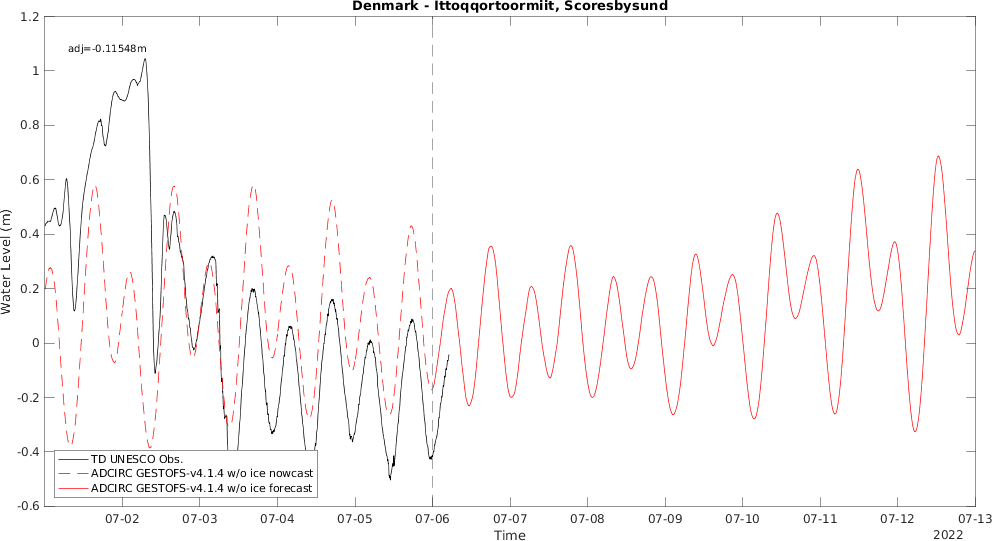 Denmark - Ittoqqortoormiit, Scoresbysund
adj=-0.11548m
1.2
1
0.8
0.6
0.4
0.2
0
-0.2
-0.4
-0.6
Water Level (m)
TD UNESCO Obs.
ADCIRC GESTOFS-v4.1.4 w/o ice nowcast
ADCIRC GESTOFS-v4.1.4 w/o ice forecast
07-02 07-03 07-04 07-05 07-06 07-07 07-08 07-09 07-10 07-11 07-12 07-13
Time
2022